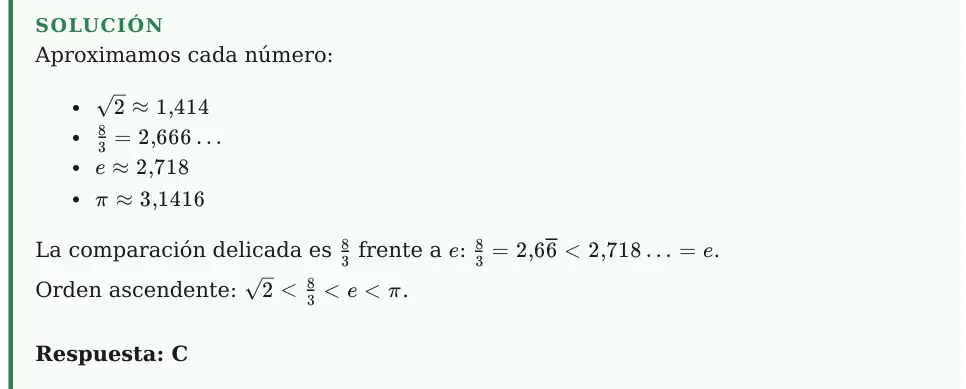 SOLUCIÓN
Aproximamos cada número:
• √2 ≈ 1,414
• 8/3 = 2,666…
• e ≈ 2,718
• π ≈ 3,1416
La comparación delicada es 8/3 frente a e: 8/3 = 2,66̅ < 2,718… = e.
Orden ascendente: √2 < 8/3 < e < π.
Respuesta: C